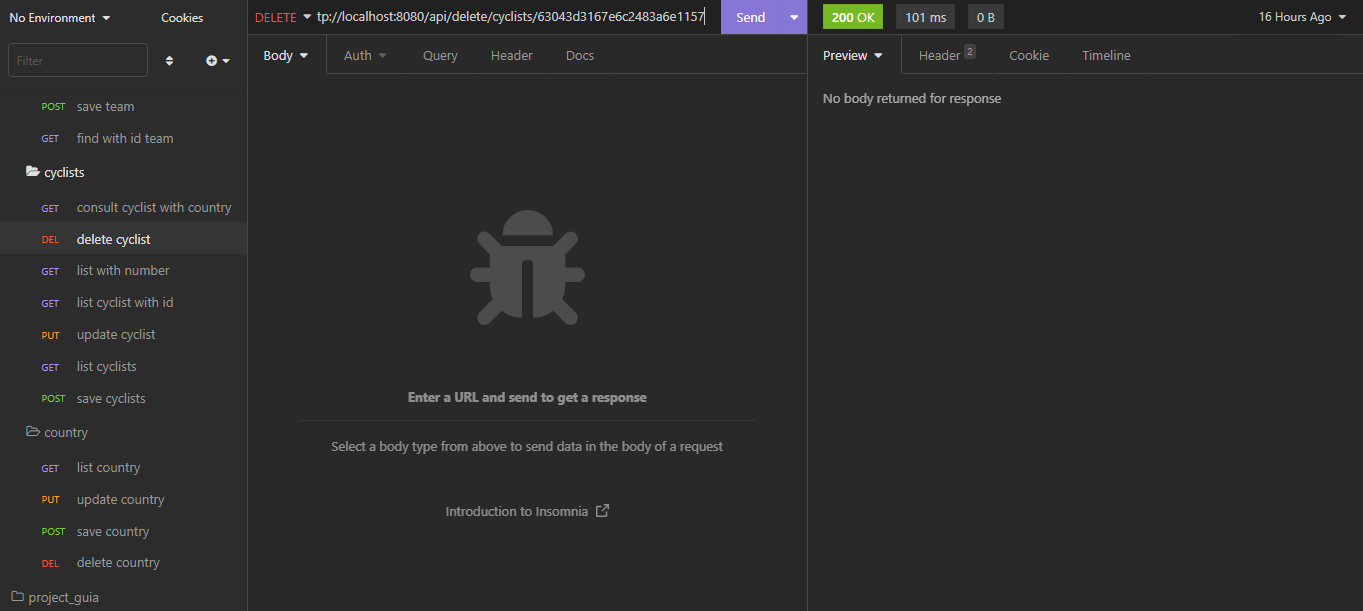 No Environment
Cookies
DELETE tp://localhost:8080/api/delete/cyclists/63043d3167e6c2483a6e1157
Send
200 OK
101 ms
0 B
16 Hours Ago
Filter
Body
Auth
Query
Header
Docs
Preview
Header 2
Cookie
Timeline
No body returned for response
POST save team
GET find with id team
cyclists
GET consult cyclist with country
DEL delete cyclist
GET list with number
GET list cyclist with id
PUT update cyclist
GET list cyclists
POST save cyclists
country
GET list country
PUT update country
POST save country
DEL delete country
project_guia
Enter a URL and send to get a response
Select a body type from above to send data in the body of a request
Introduction to Insomnia